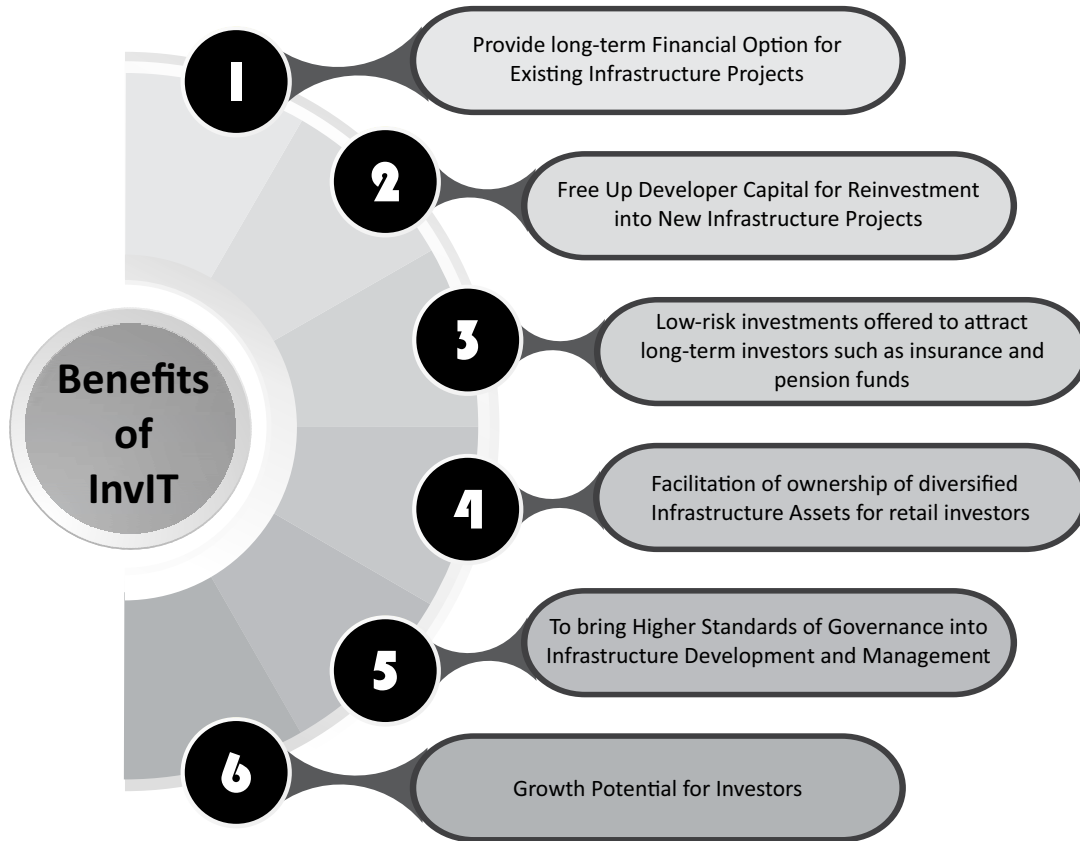 1
Provide long-term Financial Option for
Existing Infrastructure Projects
2
Free Up Developer Capital for Reinvestment
into New Infrastructure Projects
3
Low-risk investments offered to attract
long-term investors such as insurance and
pension funds
Benefits
of
InvIT
4
Facilitation of ownership of diversified
Infrastructure Assets for retail investors
5
To bring Higher Standards of Governance into
Infrastructure Development and Management
6
Growth Potential for Investors